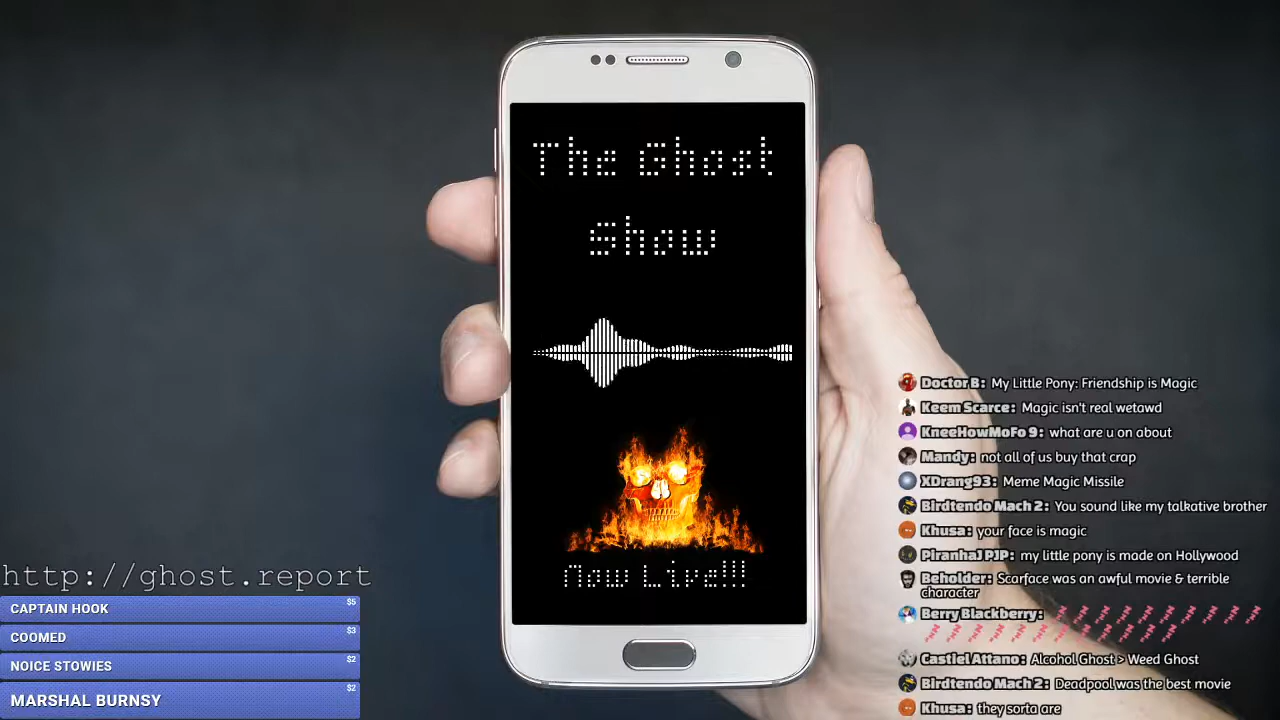 The Ghost
Show
Now Live!!!
http://ghost.report
CAPTAIN HOOK $5
COOMED $3
NOICE STOWIES $2
MARSHAL BURNSY $2
Doctor B: My Little Pony: Friendship is Magic
Keem Scarce: Magic isn't real wetawd
KneeHowMoFo 9: what are u on about
Mandy: not all of us buy that crap
XDrang93: Meme Magic Missile
Birdtendo Mach 2: You sound like my talkative brother
Khusa: your face is magic
PiranhaJ PJP: my little pony is made on Hollywood
Beholder: Scarface was an awful movie & terrible
character
Berry Blackberry:
Castiel Attano: Alcohol Ghost > Weed Ghost
Birdtendo Mach 2: Deadpool was the best movie
Khusa: they sorta are